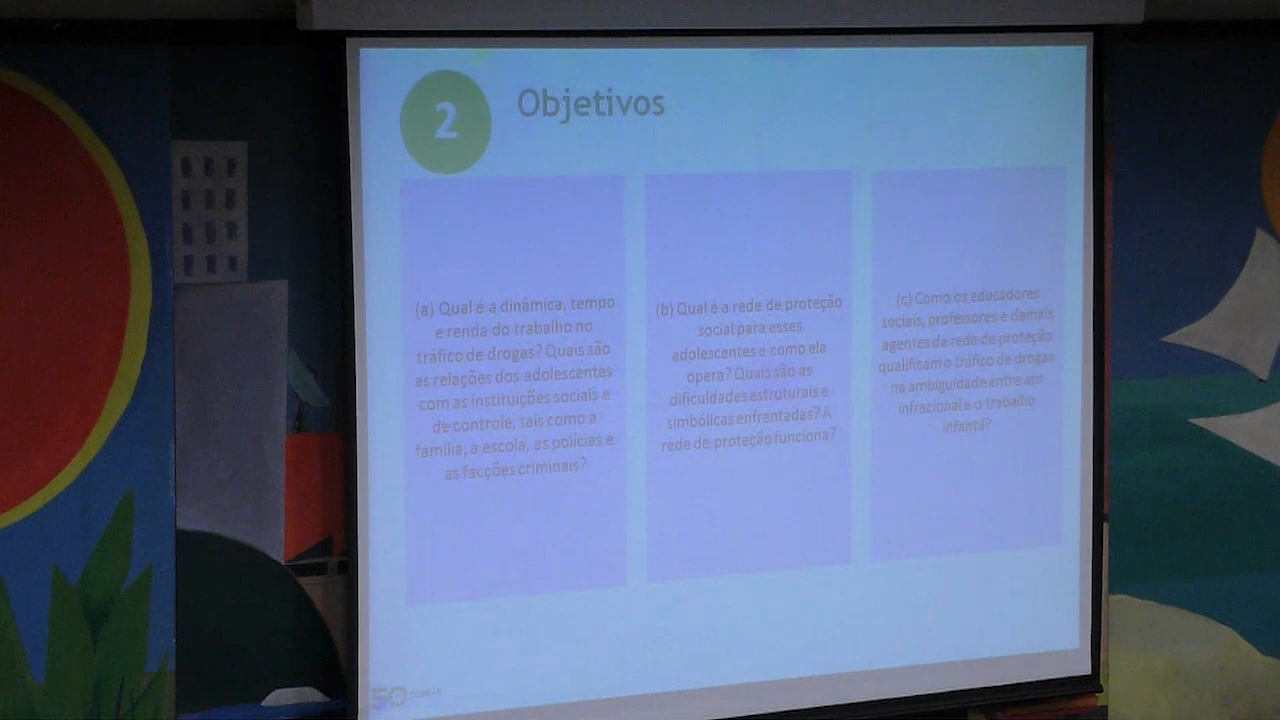 2
Objetivos
(a) Qual é a dinâmica, tempo
e renda do trabalho no
tráfico de drogas? Quais são
as relações dos adolescentes
com as instituições sociais e
de controle, tais como a
família, a escola, as polícias e
as facções criminais?
(b) Qual é a rede de proteção
social para esses
adolescentes e como ela
opera? Quais são as
dificuldades estruturais e
simbólicas enfrentadas? A
rede de proteção funciona?
(c) Como os educadores
sociais, professores e demais
agentes da rede de proteção
qualificam o tráfico de drogas
na ambiguidade entre ato
infracional e o trabalho
infantil?
50